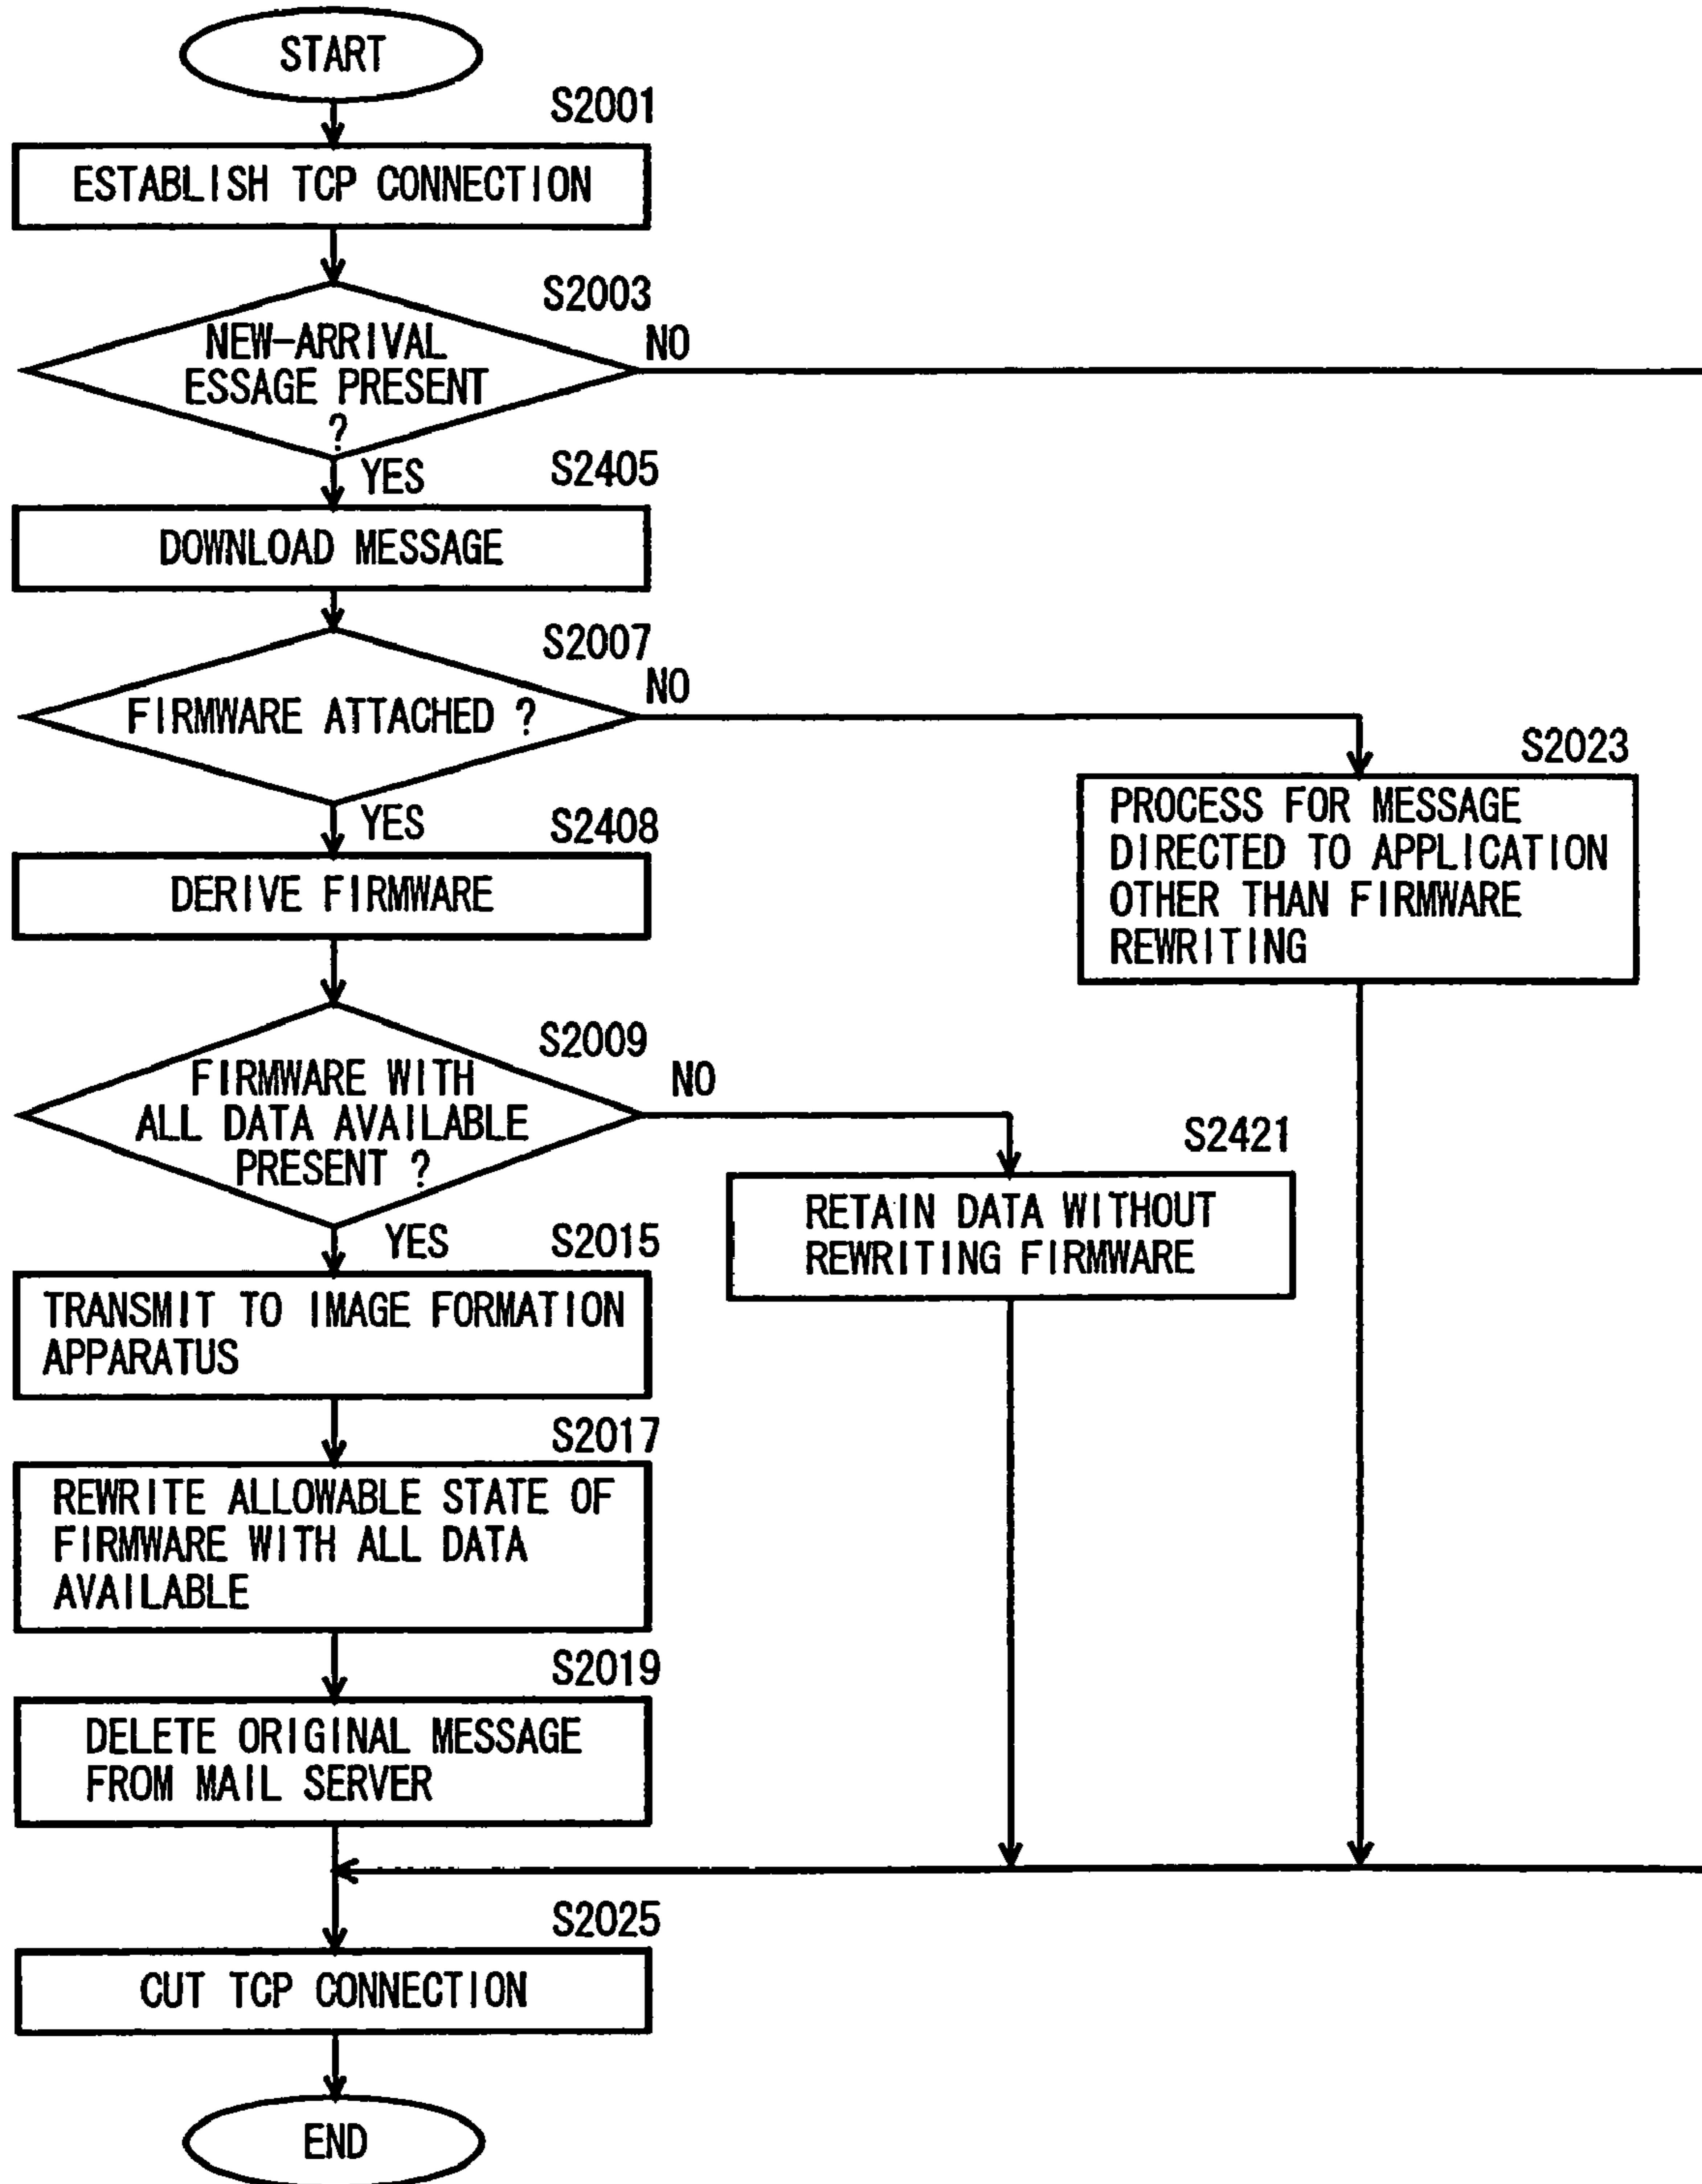 START
S2001
ESTABLISH TCP CONNECTION
S2003
NEW-ARRIVAL
ESSAGE PRESENT
?
NO
YES
S2405
DOWNLOAD MESSAGE
S2007
FIRMWARE ATTACHED ?
NO
YES
S2023
PROCESS FOR MESSAGE
DIRECTED TO APPLICATION
OTHER THAN FIRMWARE
REWRITING
S2408
DERIVE FIRMWARE
S2009
FIRMWARE WITH
ALL DATA AVAILABLE
PRESENT ?
NO
YES
S2421
RETAIN DATA WITHOUT
REWRITING FIRMWARE
S2015
TRANSMIT TO IMAGE FORMATION
APPARATUS
S2017
REWRITE ALLOWABLE STATE OF
FIRMWARE WITH ALL DATA
AVAILABLE
S2019
DELETE ORIGINAL MESSAGE
FROM MAIL SERVER
S2025
CUT TCP CONNECTION
END